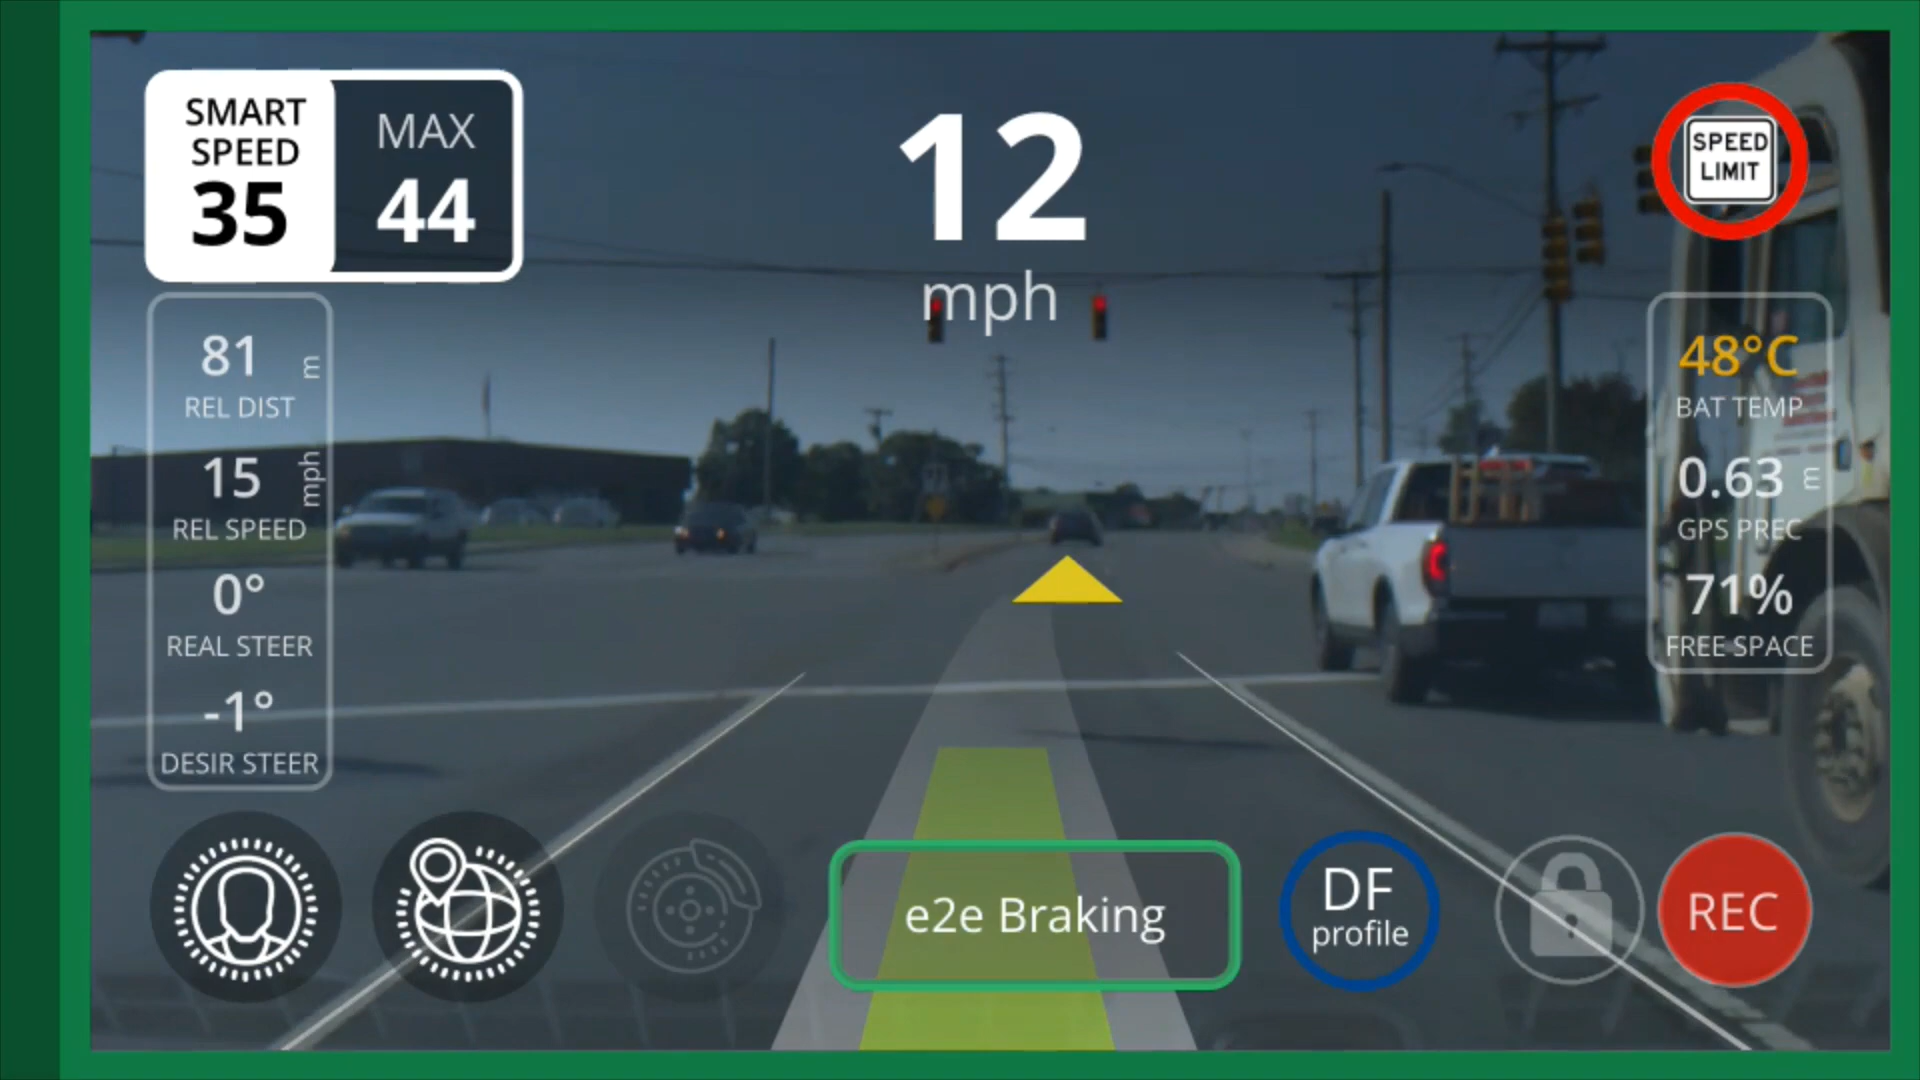 SMART
SPEED
35
MAX
44
12
mph
SPEED
LIMIT
81 m
REL DIST
15 mph
REL SPEED
0°
REAL STEER
-1°
DESIR STEER
48°C
BAT TEMP
0.63 m
GPS PREC
71%
FREE SPACE
e2e Braking
DF
profile
REC